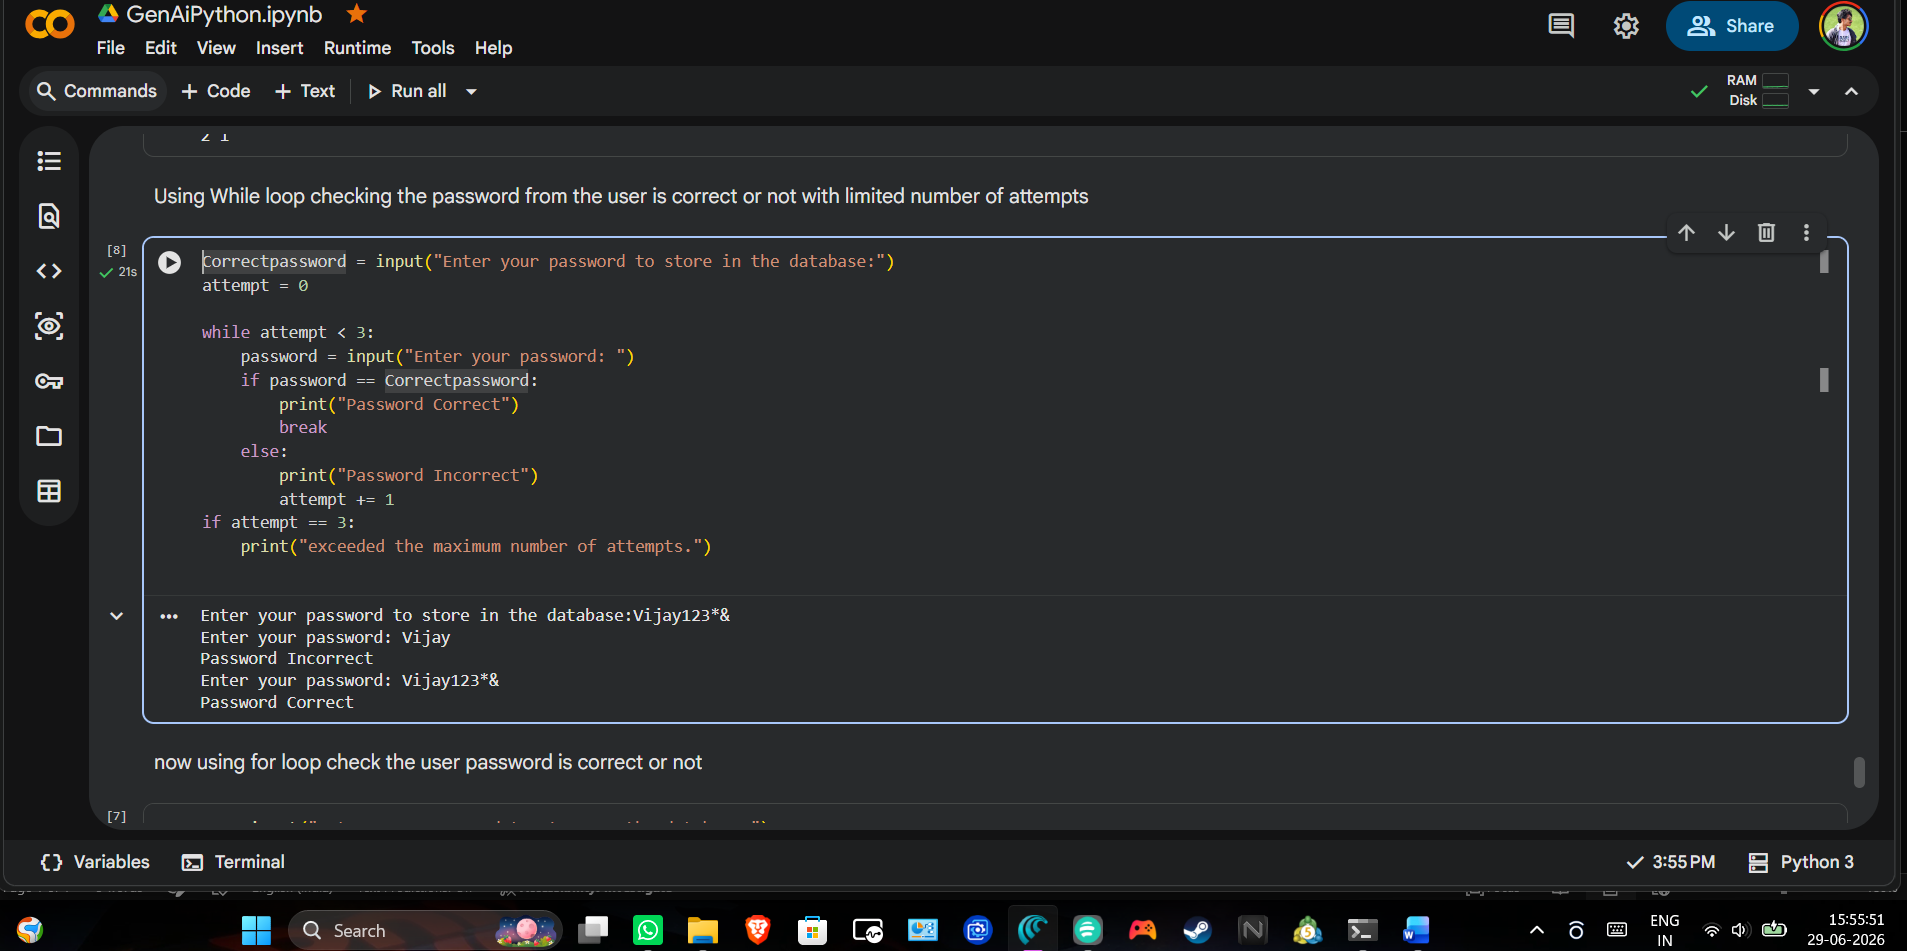 GenAiPython.ipynb
File Edit View Insert Runtime Tools Help
Share
Commands + Code + Text Run all
RAM
Disk
2 1
Using While loop checking the password from the user is correct or not with limited number of attempts
[8]
21s
Correctpassword = input("Enter your password to store in the database:")
attempt = 0
while attempt < 3:
    password = input("Enter your password: ")
    if password == Correctpassword:
        print("Password Correct")
        break
    else:
        print("Password Incorrect")
        attempt += 1
if attempt == 3:
    print("exceeded the maximum number of attempts.")
Enter your password to store in the database:Vijay123*&
Enter your password: Vijay
Password Incorrect
Enter your password: Vijay123*&
Password Correct
now using for loop check the user password is correct or not
[7]
{} Variables Terminal
3:55 PM Python 3
Search
ENG
IN
15:55:51
29-06-2026